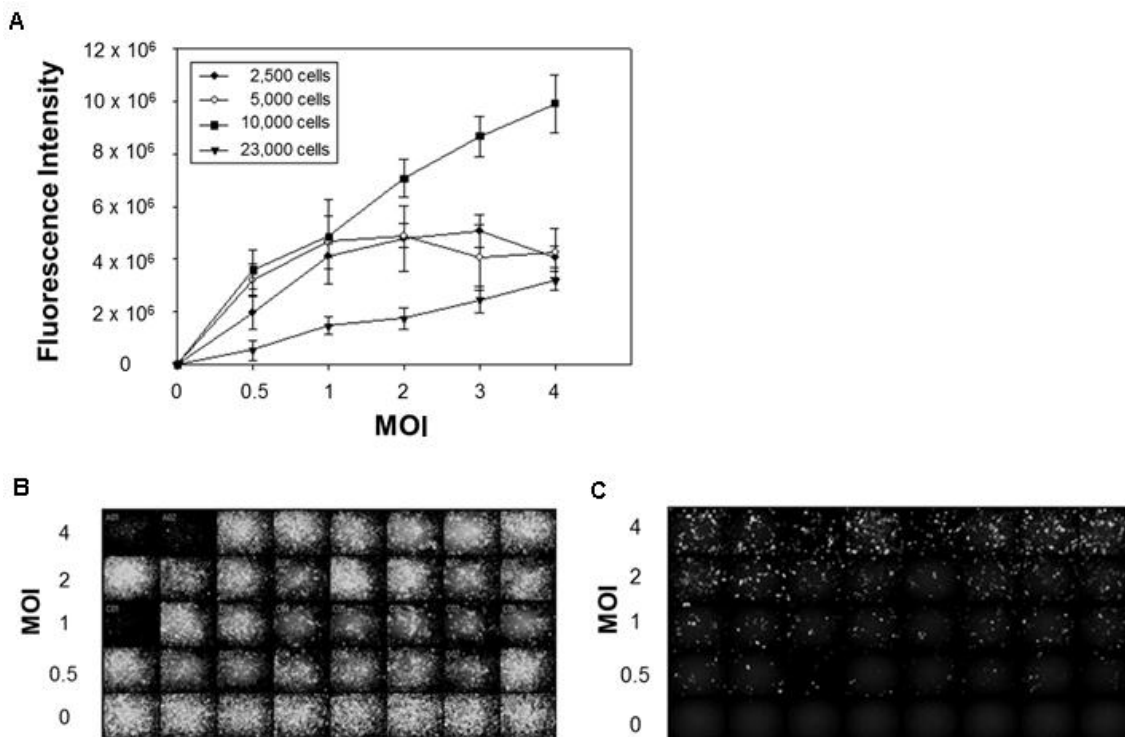 A
Fluorescence Intensity
12 x 10⁶
10 x 10⁶
8 x 10⁶
6 x 10⁶
4 x 10⁶
2 x 10⁶
0
2,500 cells
5,000 cells
10,000 cells
23,000 cells
0 0.5 1 2 3 4
MOI
B
MOI
4
2
1
0.5
0
A01 A02
C
MOI
4
2
1
0.5
0